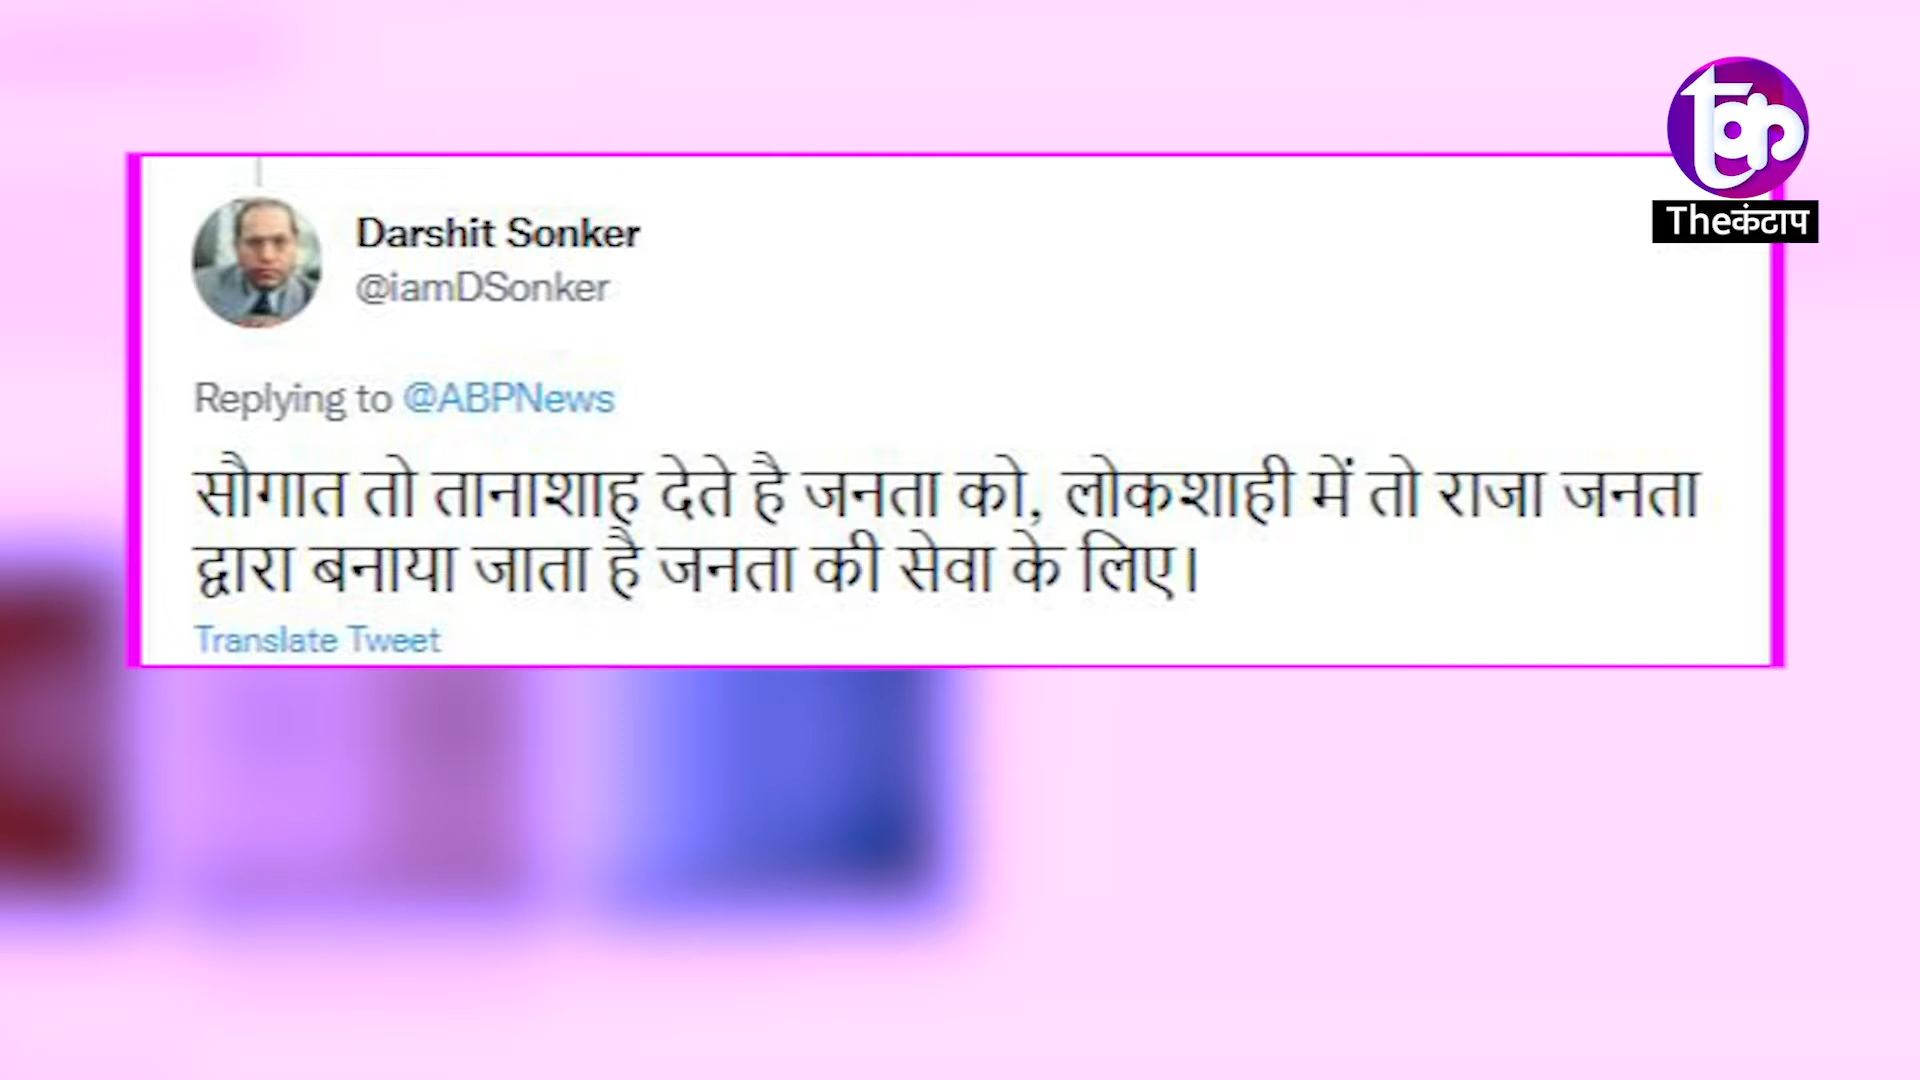 Theकंटाप
Darshit Sonker
@iamDSonker
Replying to @ABPNews
सौगात तो तानाशाह देते है जनता को, लोकशाही में तो राजा जनता
द्वारा बनाया जाता है जनता की सेवा के लिए।
Translate Tweet